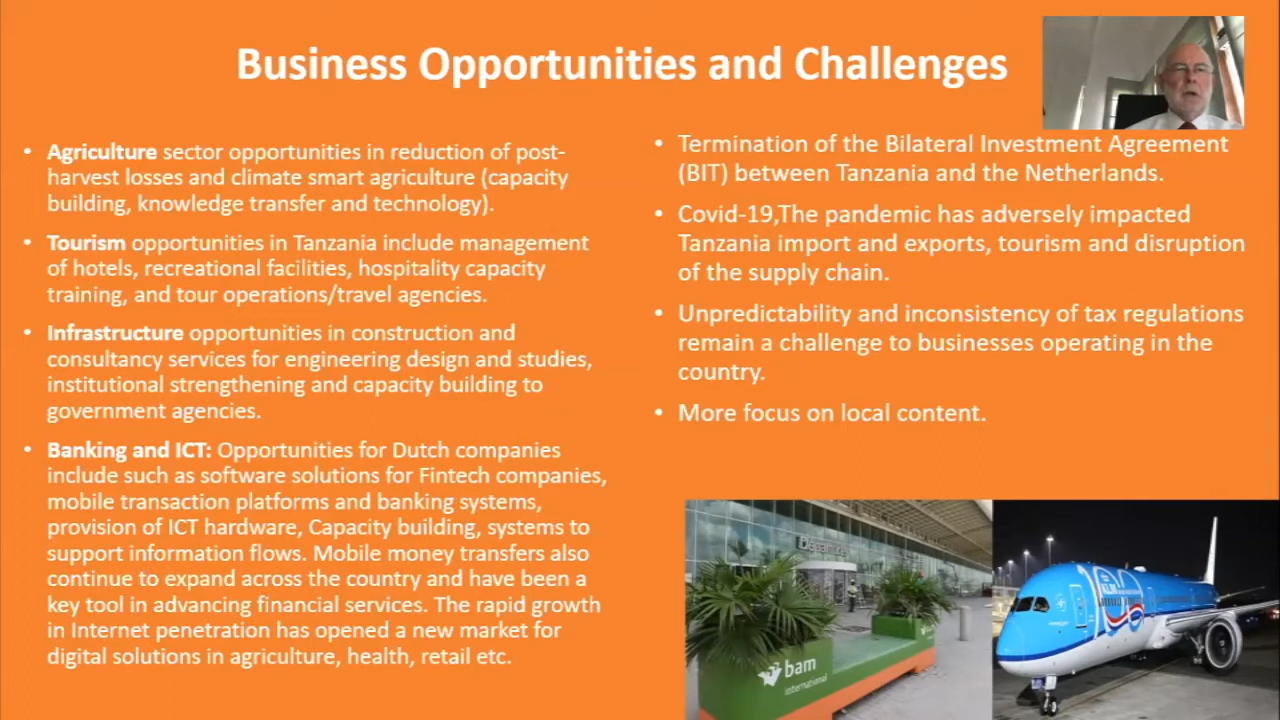 Business Opportunities and Challenges
• Agriculture sector opportunities in reduction of post-
harvest losses and climate smart agriculture (capacity
building, knowledge transfer and technology).
• Tourism opportunities in Tanzania include management
of hotels, recreational facilities, hospitality capacity
training, and tour operations/travel agencies.
• Infrastructure opportunities in construction and
consultancy services for engineering design and studies,
institutional strengthening and capacity building to
government agencies.
• Banking and ICT: Opportunities for Dutch companies
include such as software solutions for Fintech companies,
mobile transaction platforms and banking systems,
provision of ICT hardware, Capacity building, systems to
support information flows. Mobile money transfers also
continue to expand across the country and have been a
key tool in advancing financial services. The rapid growth
in Internet penetration has opened a new market for
digital solutions in agriculture, health, retail etc.
• Termination of the Bilateral Investment Agreement
(BIT) between Tanzania and the Netherlands.
• Covid-19,The pandemic has adversely impacted
Tanzania import and exports, tourism and disruption
of the supply chain.
• Unpredictability and inconsistency of tax regulations
remain a challenge to businesses operating in the
country.
• More focus on local content.
bam
international
100
KLM